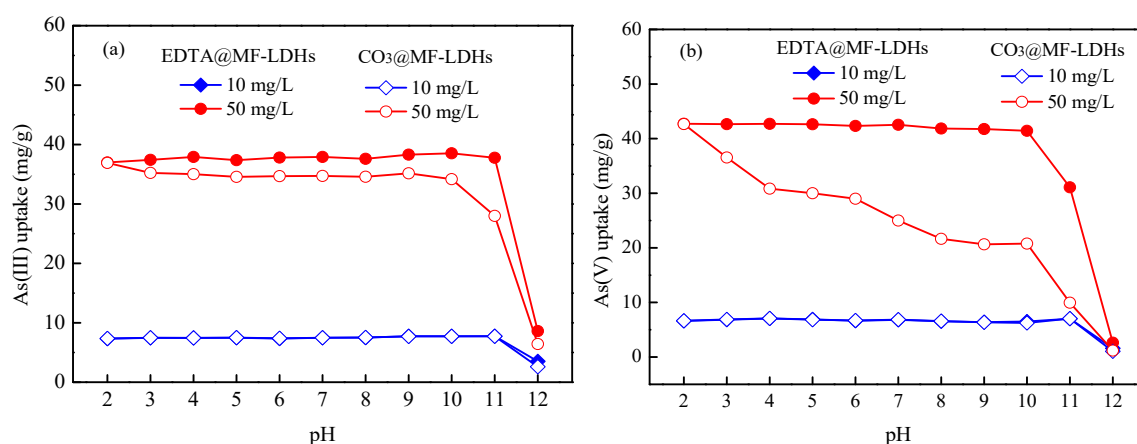 (a)
EDTA@MF-LDHs CO3@MF-LDHs
10 mg/L 10 mg/L
50 mg/L 50 mg/L
As(III) uptake (mg/g)
60
50
40
30
20
10
0
2 3 4 5 6 7 8 9 10 11 12
pH
(b)
EDTA@MF-LDHs CO3@MF-LDHs
10 mg/L 10 mg/L
50 mg/L 50 mg/L
As(V) uptake (mg/g)
60
50
40
30
20
10
0
2 3 4 5 6 7 8 9 10 11 12
pH